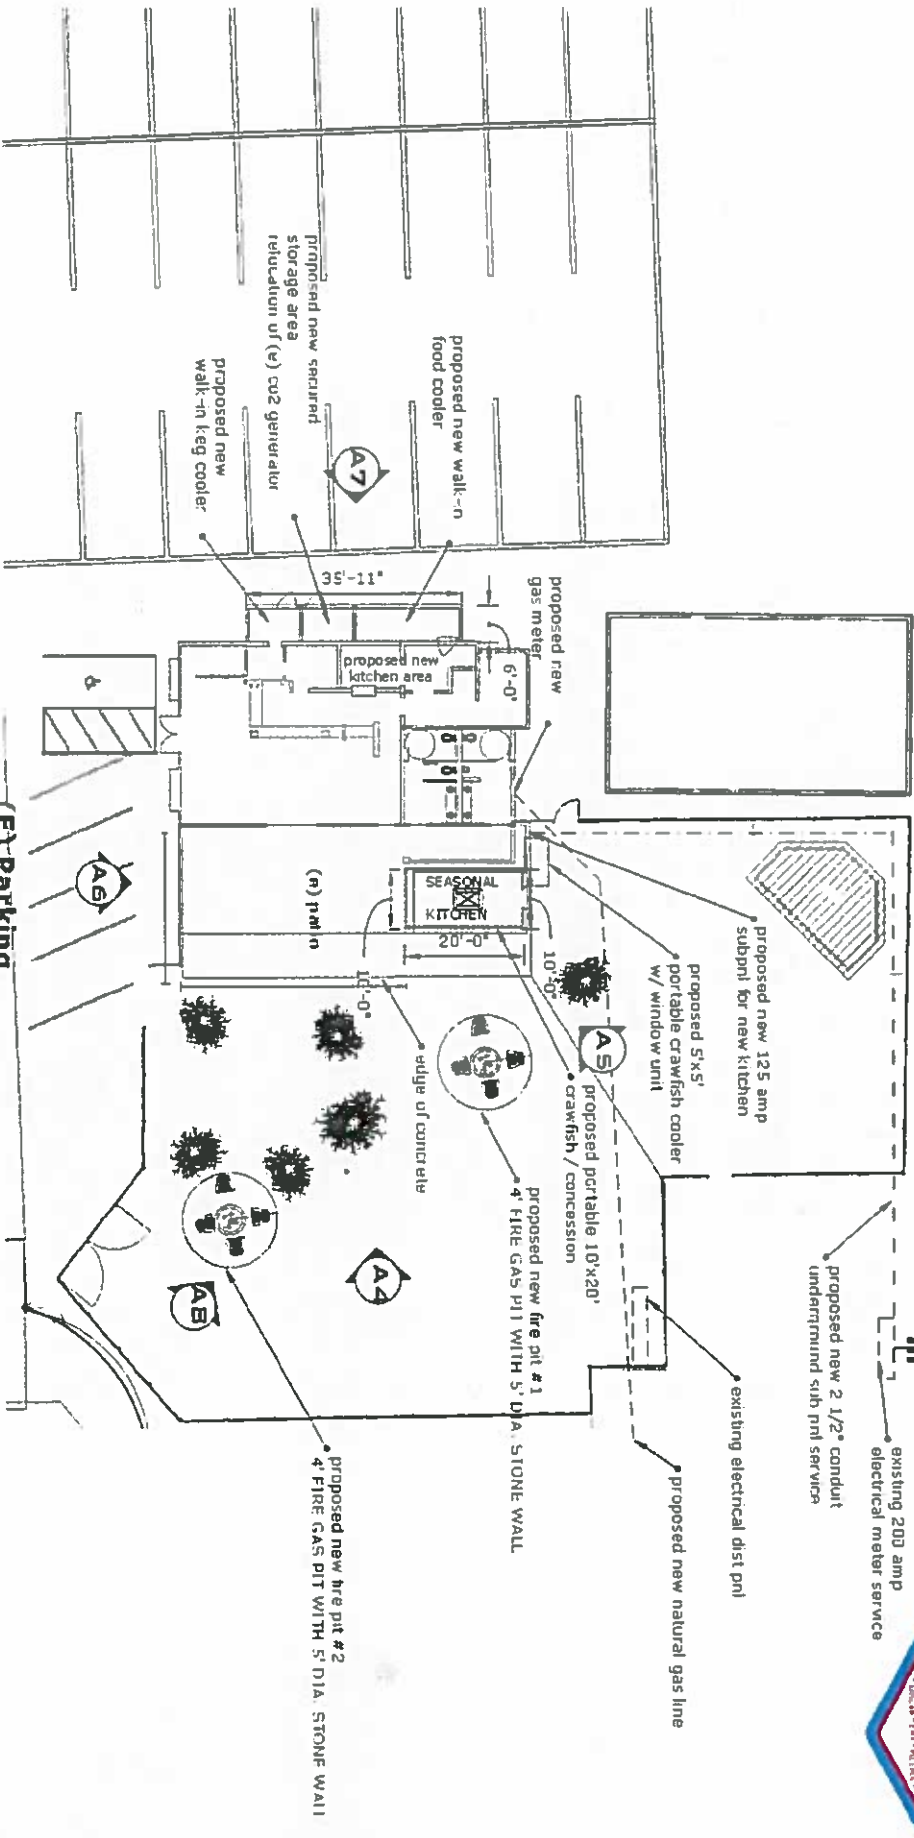 existing 200 amp
electrical meter service
proposed new 2 1/2" conduit
underground sub pnl service
existing electrical dist pnl
proposed new natural gas line
proposed new 125 amp
subpnl for new kitchen
proposed 5'x5'
portable crawfish cooler
w/ window unit
proposed portable 10'x20'
crawfish / concession
proposed new fire pit #1
4' FIRE GAS PIT WITH 5' DIA. STONE WALL
proposed new fire pit #2
4' FIRE GAS PIT WITH 5' DIA. STONE WALL
edge of concrete
proposed new
gas meter
proposed new walk-in
food cooler
proposed new secured
storage area
relocation of (e) co2 generator
proposed new
walk-in keg cooler
35'-11"
6'-0"
proposed new
kitchen area
SEASONAL
KITCHEN
20'-0"
10'-0"
10'-0"
(e) patio
A4
A5
A6
A7
A8
(E) Parking